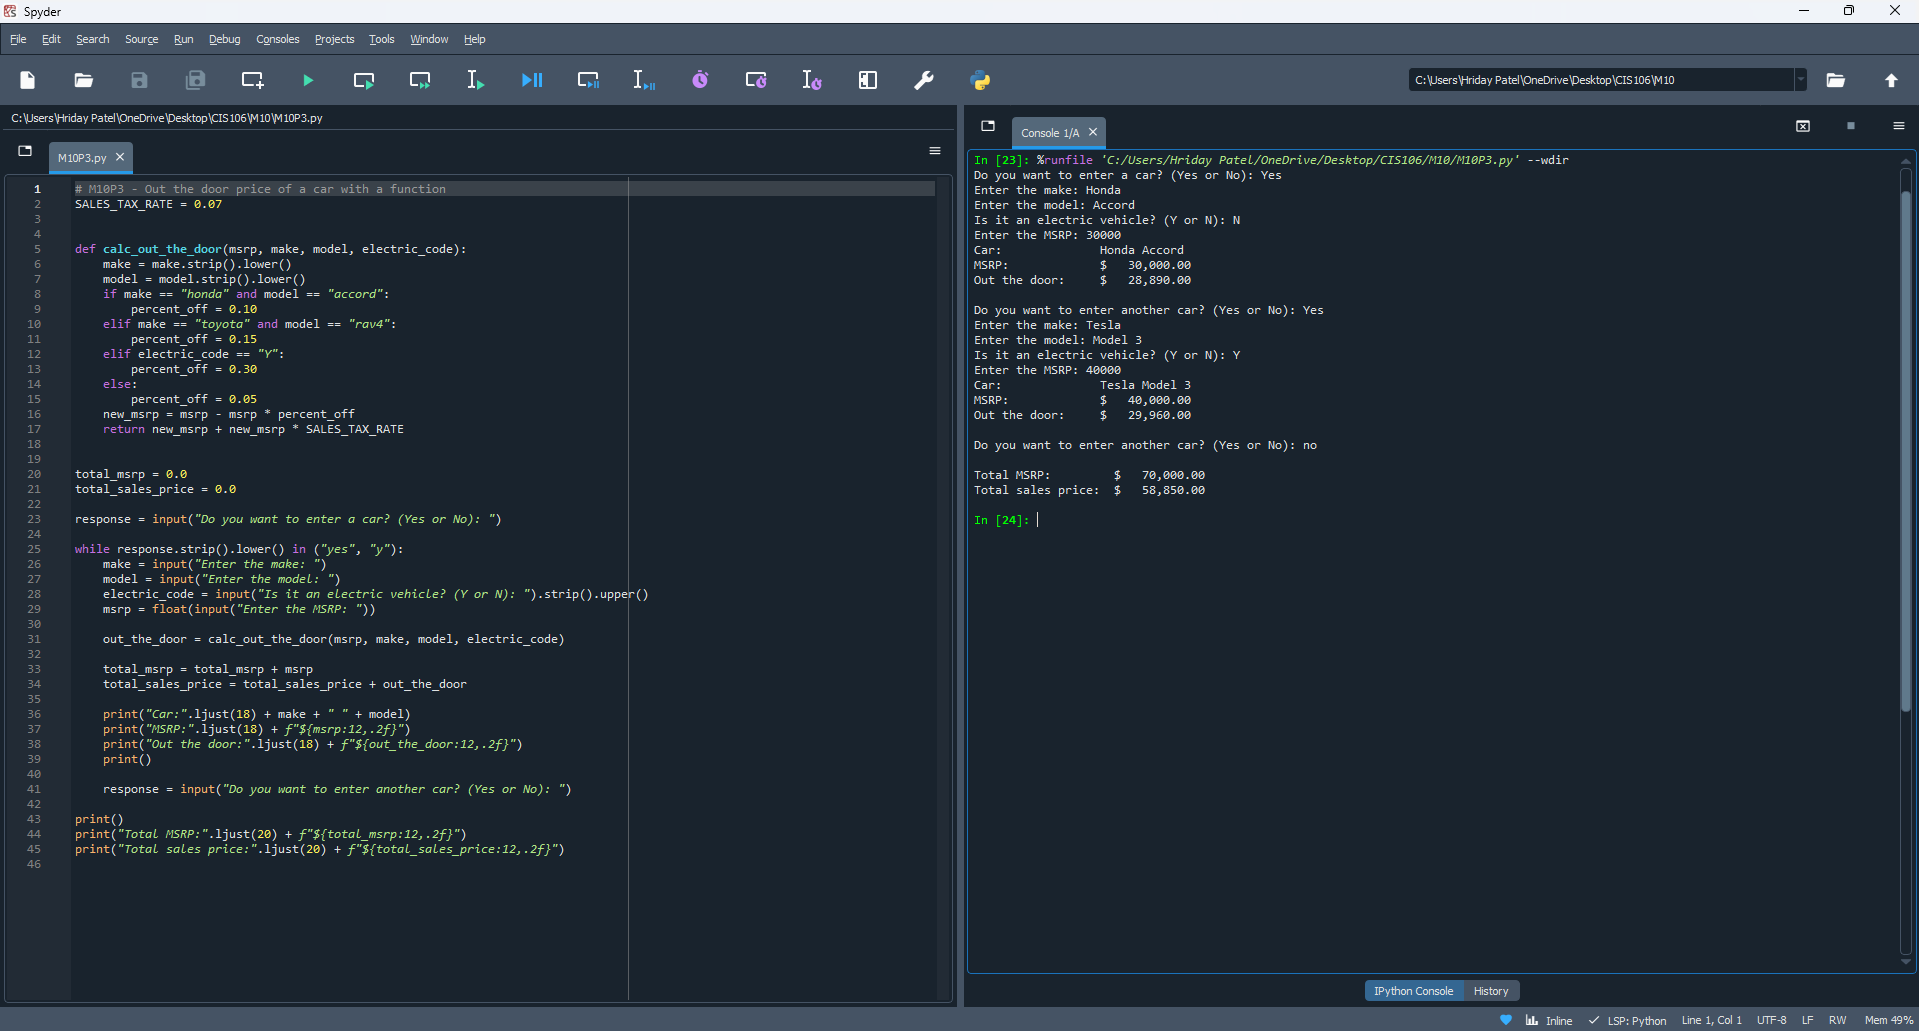 Spyder
File Edit Search Source Run Debug Consoles Projects Tools Window Help
C:\Users\Hriday Patel\OneDrive\Desktop\CIS106\M10
C:\Users\Hriday Patel\OneDrive\Desktop\CIS106\M10\M10P3.py
M10P3.py
1 # M10P3 - Out the door price of a car with a function
2 SALES_TAX_RATE = 0.07
3
4
5 def calc_out_the_door(msrp, make, model, electric_code):
6     make = make.strip().lower()
7     model = model.strip().lower()
8     if make == "honda" and model == "accord":
9         percent_off = 0.10
10     elif make == "toyota" and model == "rav4":
11         percent_off = 0.15
12     elif electric_code == "Y":
13         percent_off = 0.30
14     else:
15         percent_off = 0.05
16     new_msrp = msrp - msrp * percent_off
17     return new_msrp + new_msrp * SALES_TAX_RATE
18
19
20 total_msrp = 0.0
21 total_sales_price = 0.0
22
23 response = input("Do you want to enter a car? (Yes or No): ")
24
25 while response.strip().lower() in ("yes", "y"):
26     make = input("Enter the make: ")
27     model = input("Enter the model: ")
28     electric_code = input("Is it an electric vehicle? (Y or N): ").strip().upper()
29     msrp = float(input("Enter the MSRP: "))
30
31     out_the_door = calc_out_the_door(msrp, make, model, electric_code)
32
33     total_msrp = total_msrp + msrp
34     total_sales_price = total_sales_price + out_the_door
35
36     print("Car:".ljust(18) + make + " " + model)
37     print("MSRP:".ljust(18) + f"${msrp:12,.2f}")
38     print("Out the door:".ljust(18) + f"${out_the_door:12,.2f}")
39     print()
40
41     response = input("Do you want to enter another car? (Yes or No): ")
42
43 print()
44 print("Total MSRP:".ljust(20) + f"${total_msrp:12,.2f}")
45 print("Total sales price:".ljust(20) + f"${total_sales_price:12,.2f}")
46
Console 1/A
In [23]: %runfile 'C:/Users/Hriday Patel/OneDrive/Desktop/CIS106/M10/M10P3.py' --wdir
Do you want to enter a car? (Yes or No): Yes
Enter the make: Honda
Enter the model: Accord
Is it an electric vehicle? (Y or N): N
Enter the MSRP: 30000
Car:              Honda Accord
MSRP:             $   30,000.00
Out the door:     $   28,890.00
Do you want to enter another car? (Yes or No): Yes
Enter the make: Tesla
Enter the model: Model 3
Is it an electric vehicle? (Y or N): Y
Enter the MSRP: 40000
Car:              Tesla Model 3
MSRP:             $   40,000.00
Out the door:     $   29,960.00
Do you want to enter another car? (Yes or No): no
Total MSRP:         $   70,000.00
Total sales price:  $   58,850.00
In [24]:
IPython Console History
Inline LSP: Python Line 1, Col 1 UTF-8 LF RW Mem 49%